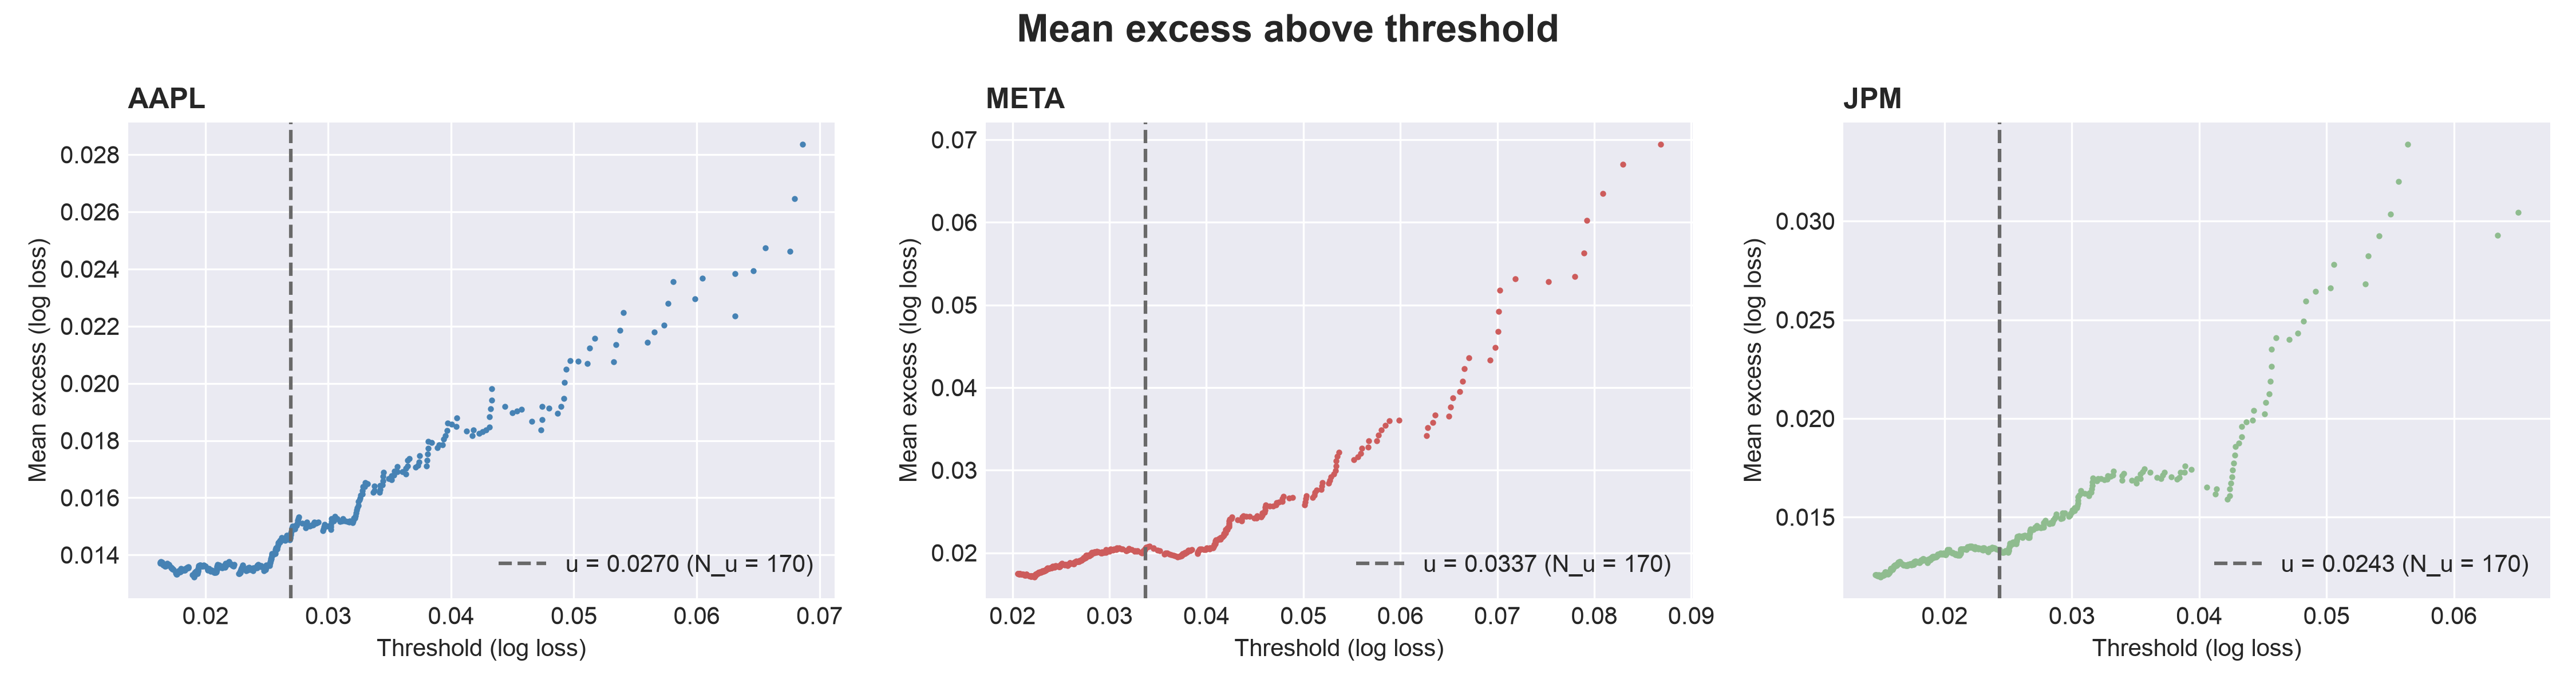 Mean excess above threshold
AAPL
Mean excess (log loss)
0.028
0.026
0.024
0.022
0.020
0.018
0.016
0.014
u = 0.0270 (N_u = 170)
0.02 0.03 0.04 0.05 0.06 0.07
Threshold (log loss)
META
Mean excess (log loss)
0.07
0.06
0.05
0.04
0.03
0.02
u = 0.0337 (N_u = 170)
0.02 0.03 0.04 0.05 0.06 0.07 0.08 0.09
Threshold (log loss)
JPM
Mean excess (log loss)
0.030
0.025
0.020
0.015
u = 0.0243 (N_u = 170)
0.02 0.03 0.04 0.05 0.06
Threshold (log loss)